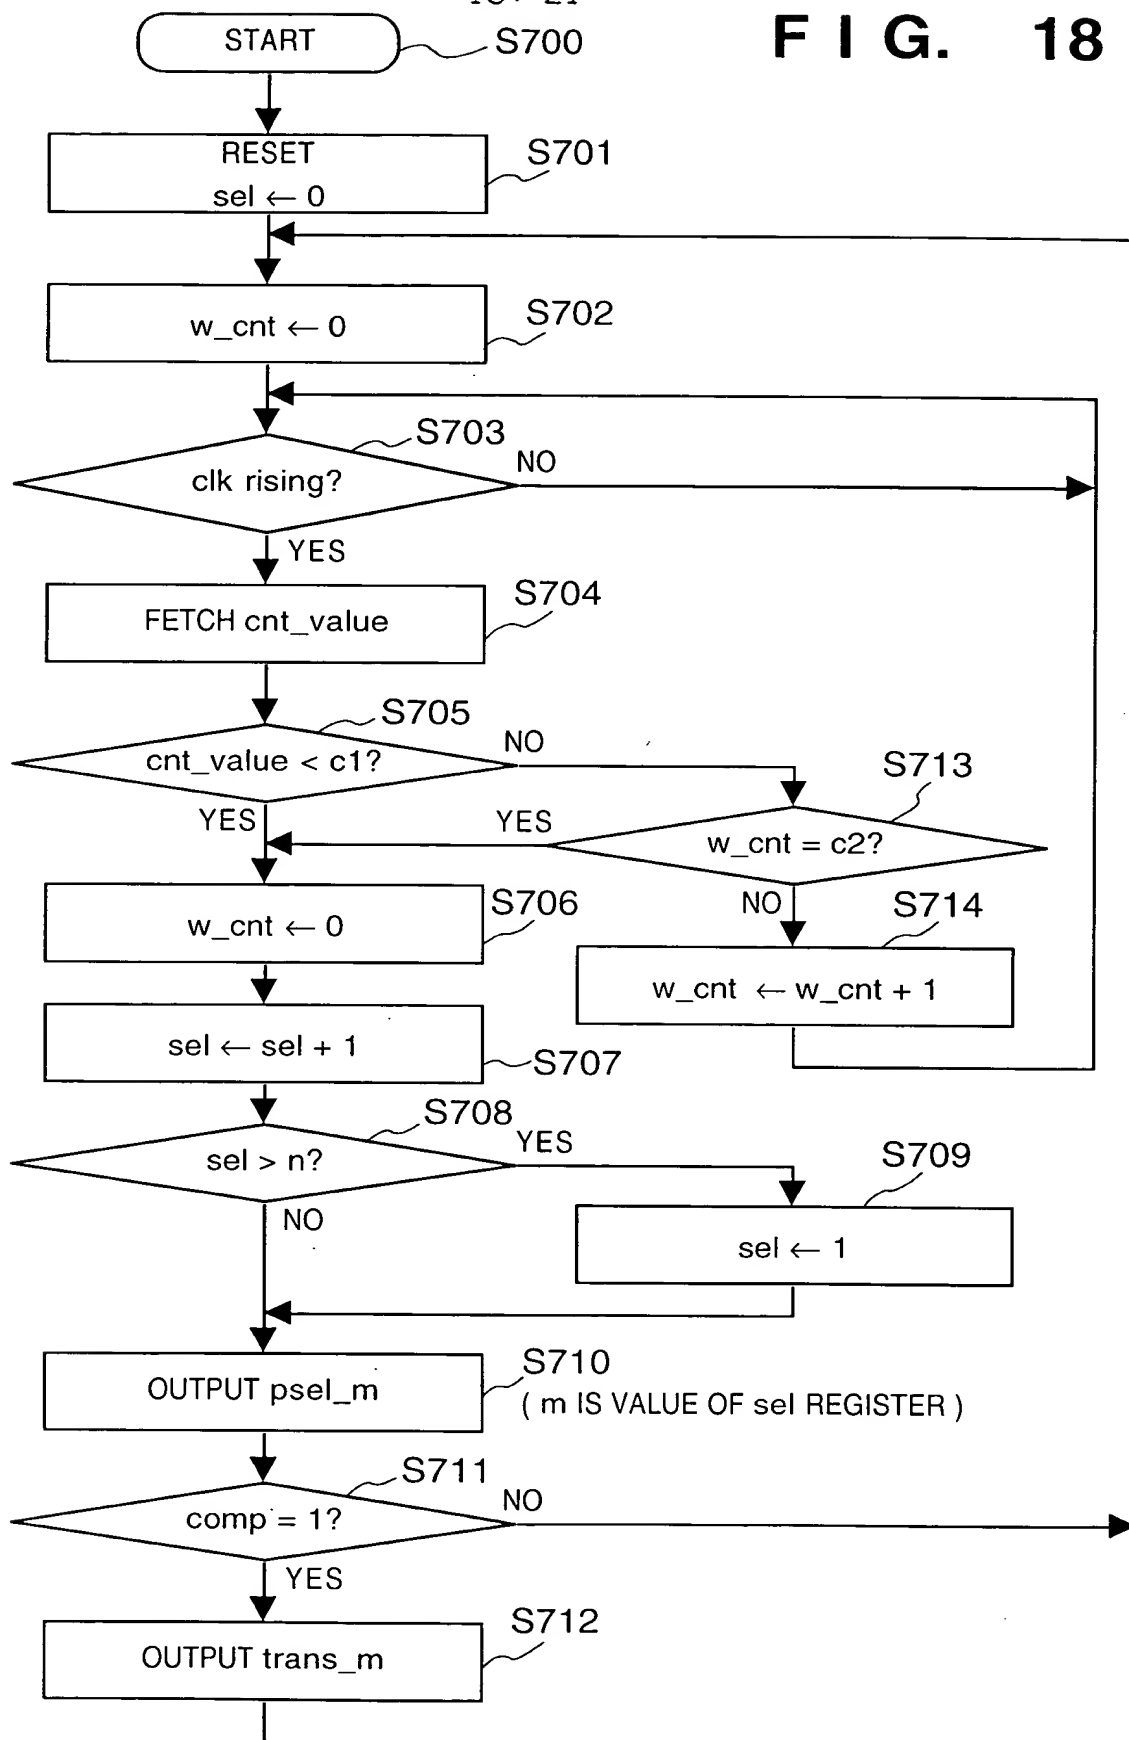 FIG. 18
START
S700
RESET
sel ← 0
S701
w_cnt ← 0
S702
clk rising?
S703
NO
YES
FETCH cnt_value
S704
cnt_value < c1?
S705
NO
YES
w_cnt = c2?
S713
YES
NO
w_cnt ← 0
S706
w_cnt ← w_cnt + 1
S714
sel ← sel + 1
S707
sel > n?
S708
YES
NO
sel ← 1
S709
OUTPUT psel_m
S710
( m IS VALUE OF sel REGISTER )
comp = 1?
S711
NO
YES
OUTPUT trans_m
S712